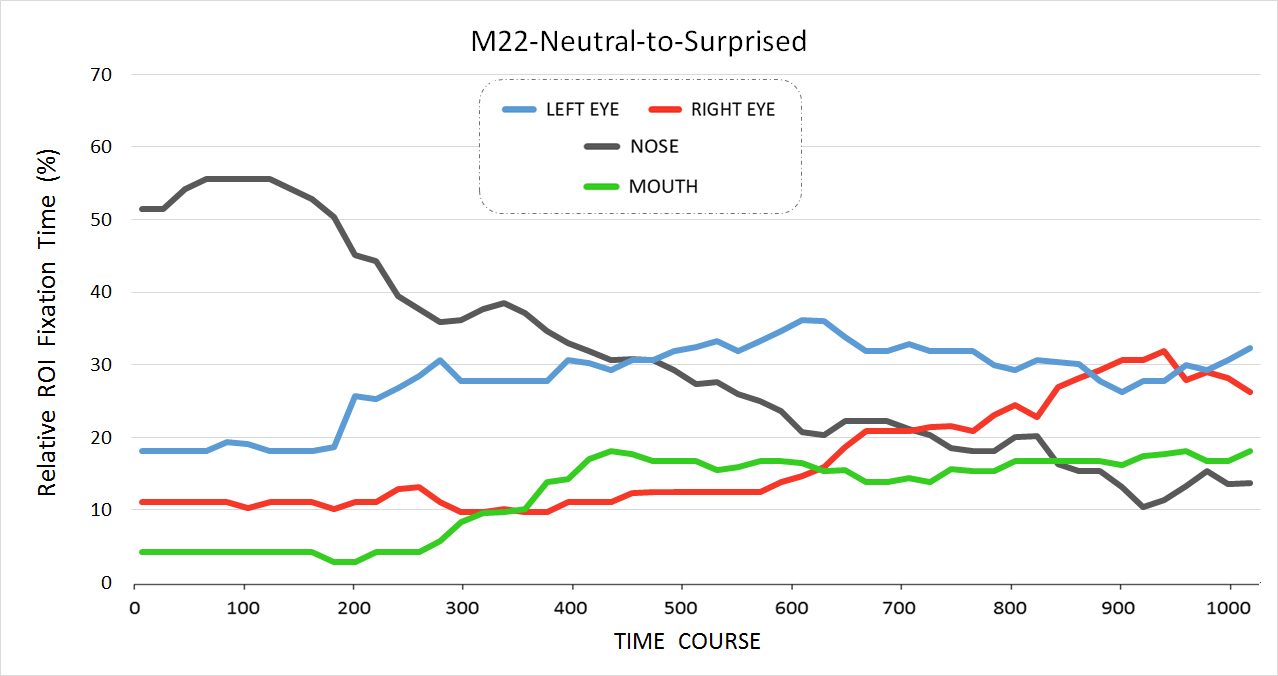 M22-Neutral-to-Surprised
70
60
50
40
30
20
10
0
LEFT EYE RIGHT EYE
NOSE
MOUTH
Relative ROI Fixation Time (%)
0 100 200 300 400 500 600 700 800 900 1000
TIME COURSE